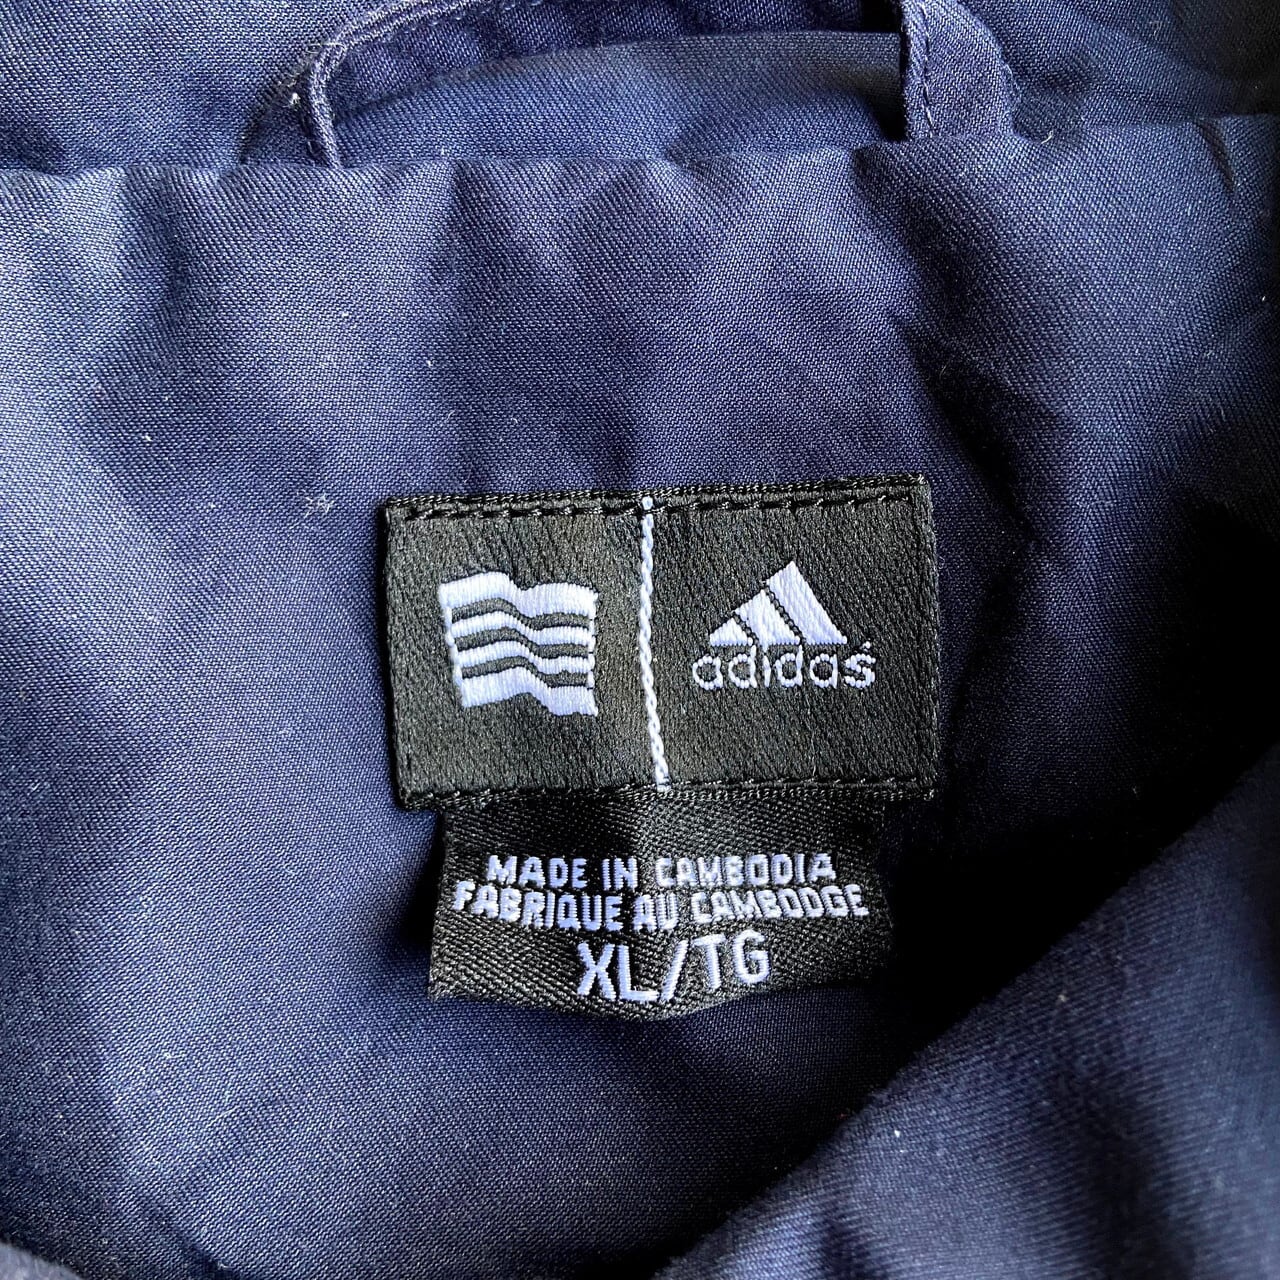 adidas
MADE IN CAMBODIA
FABRIQUE AU CAMBODGE
XL/TG